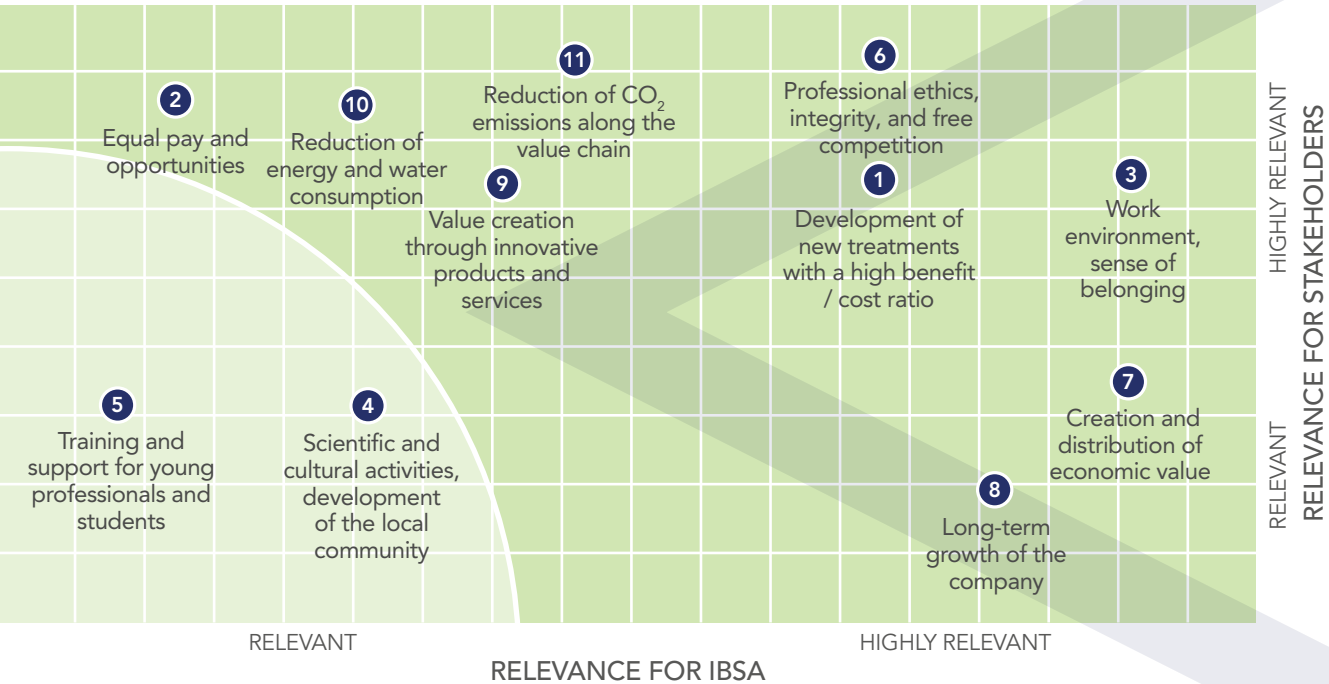 11
Reduction of CO₂
emissions along the
value chain
6
Professional ethics,
integrity, and free
competition
2
Equal pay and
opportunities
10
Reduction of
energy and water
consumption
9
Value creation
through innovative
products and
services
1
Development of
new treatments
with a high benefit
/ cost ratio
3
Work
environment,
sense of
belonging
5
Training and
support for young
professionals and
students
4
Scientific and
cultural activities,
development
of the local
community
7
Creation and
distribution of
economic value
8
Long-term
growth of the
company
HIGHLY RELEVANT
RELEVANT
RELEVANCE FOR STAKEHOLDERS
RELEVANT
HIGHLY RELEVANT
RELEVANCE FOR IBSA